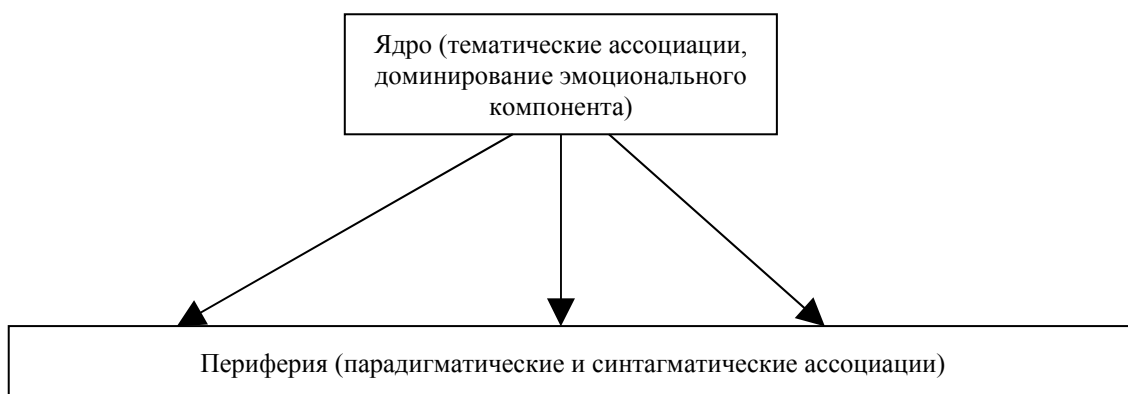 Ядро (тематические ассоциации,
доминирование эмоционального
компонента)
Периферия (парадигматические и синтагматические ассоциации)